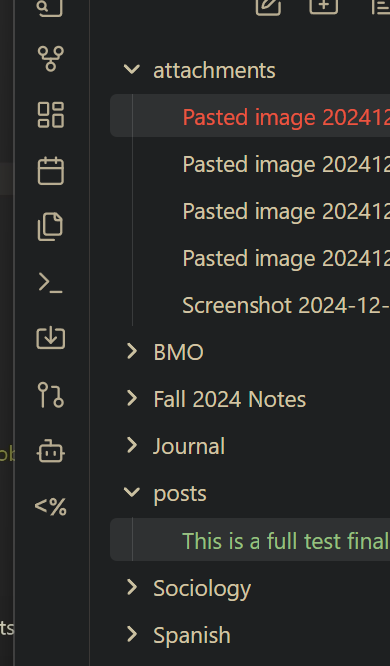 attachments
Pasted image 202412
Pasted image 202412
Pasted image 202412
Pasted image 202412
Screenshot 2024-12-
BMO
Fall 2024 Notes
Journal
posts
This is a full test final
Sociology
Spanish
<%
ob
ts